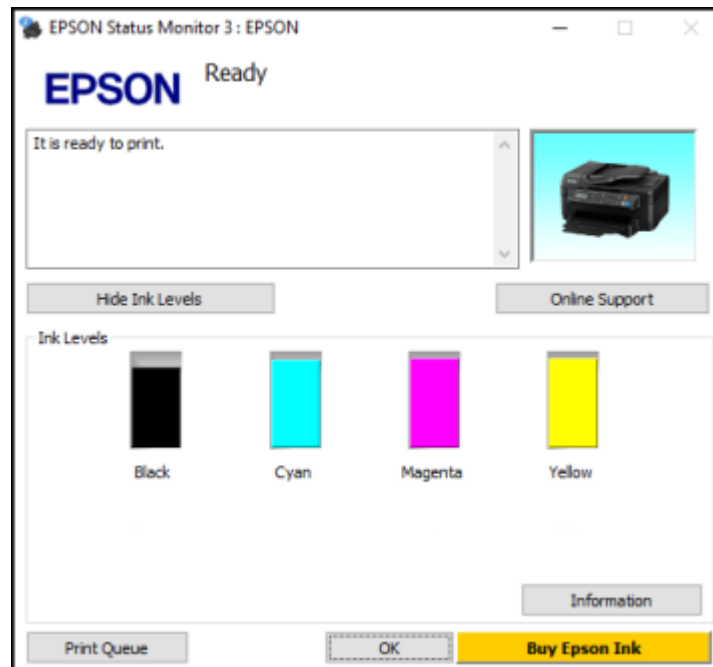 EPSON Status Monitor 3 : EPSON
EPSON
Ready
It is ready to print.
Hide Ink Levels
Online Support
Ink Levels
Black
Cyan
Magenta
Yellow
Information
Print Queue
OK
Buy Epson Ink